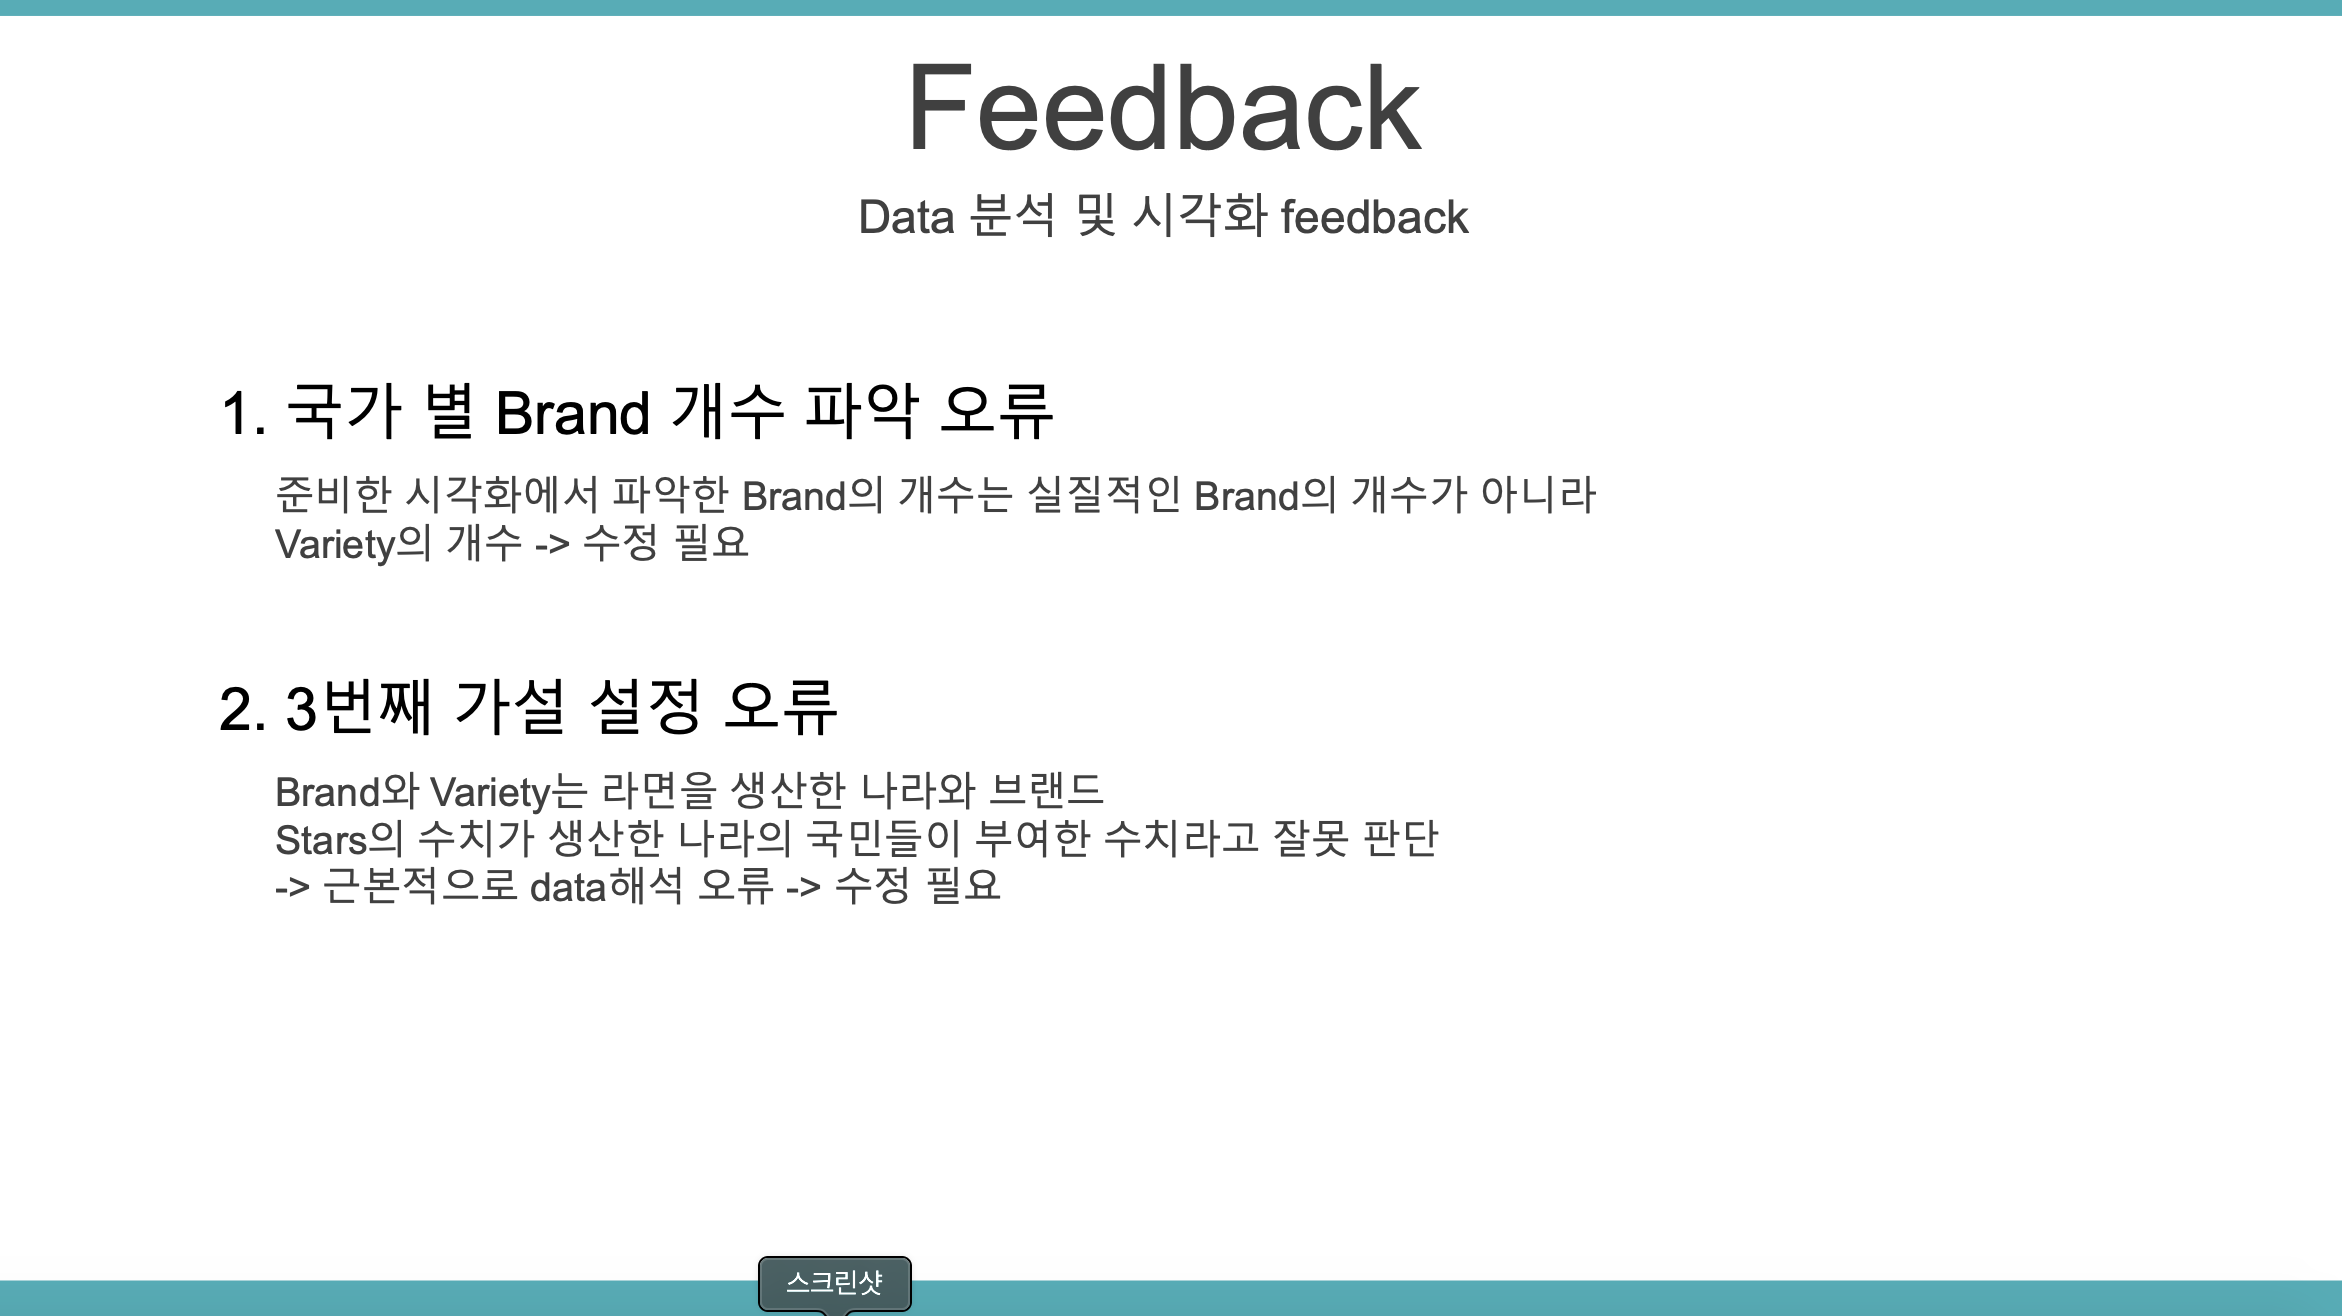 Feedback
Data 분석 및 시각화 feedback
1. 국가 별 Brand 개수 파악 오류
준비한 시각화에서 파악한 Brand의 개수는 실질적인 Brand의 개수가 아니라
Variety의 개수 -> 수정 필요
2. 3번째 가설 설정 오류
Brand와 Variety는 라면을 생산한 나라와 브랜드
Stars의 수치가 생산한 나라의 국민들이 부여한 수치라고 잘못 판단
-> 근본적으로 data해석 오류 -> 수정 필요
스크린샷